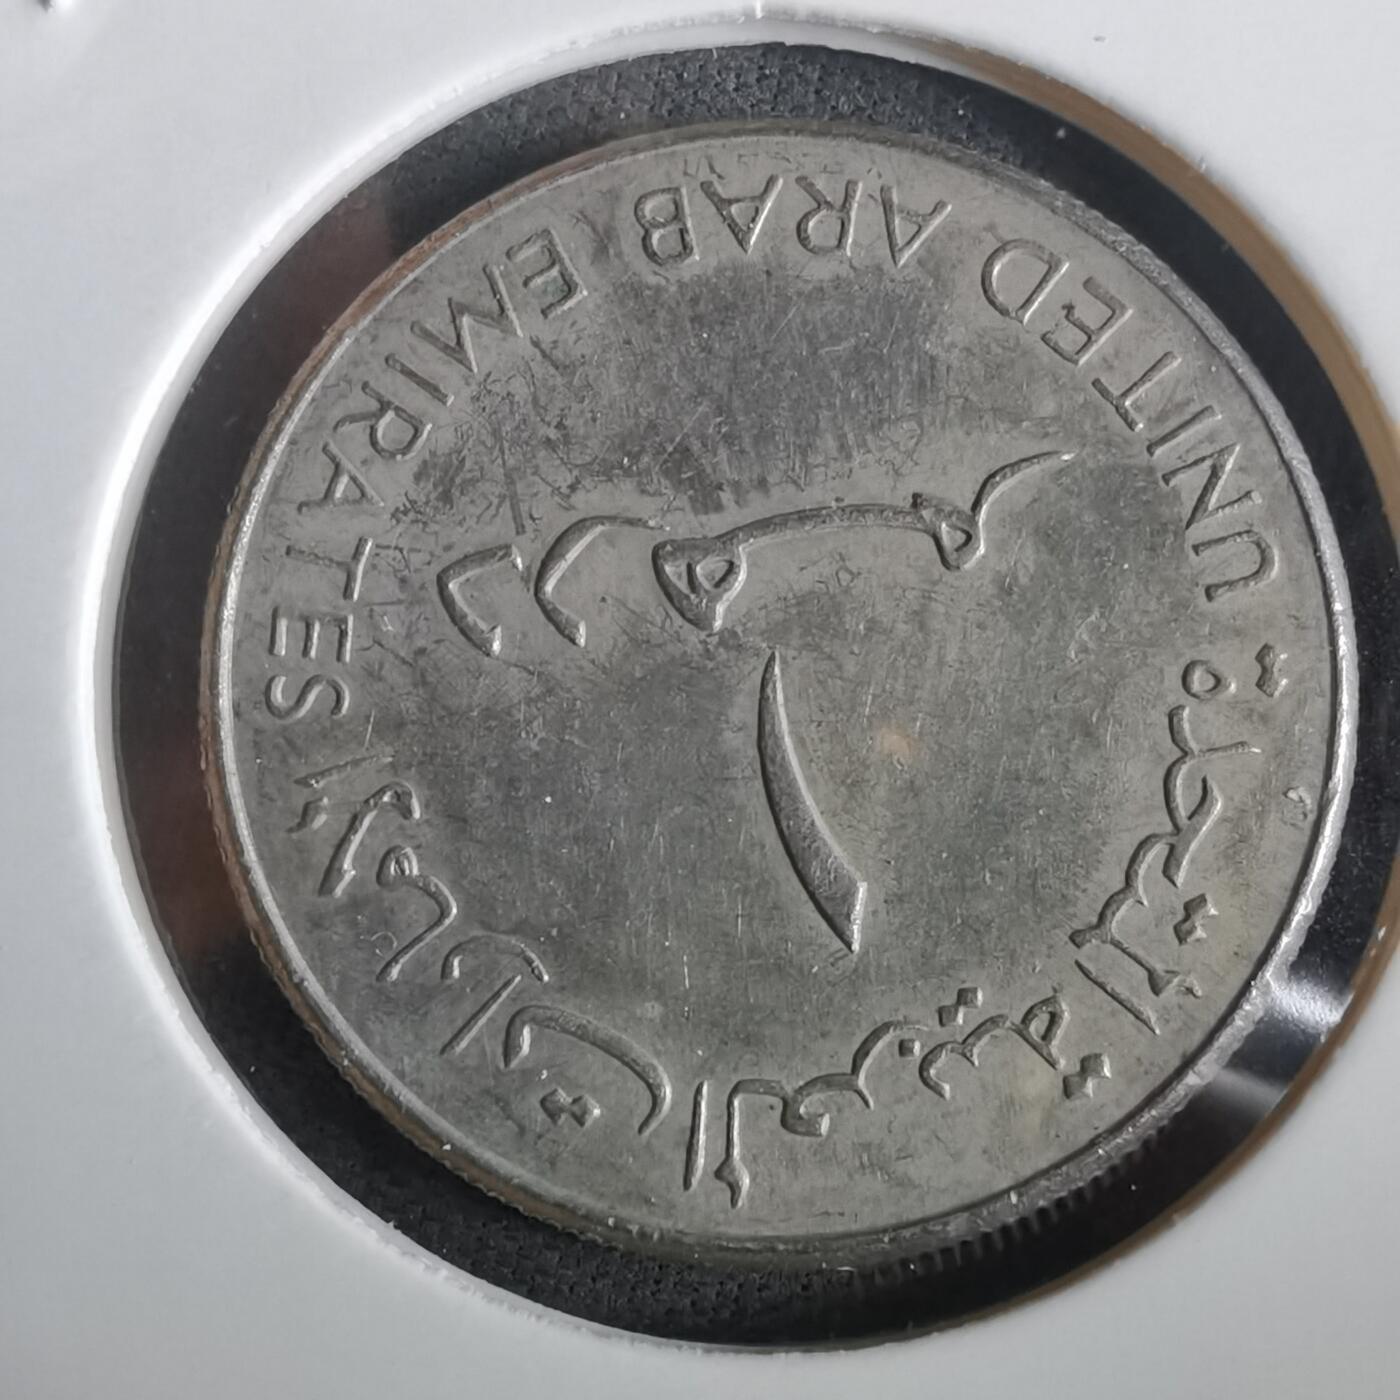 الإمارات العربية المتحدة
١
درهم
UNITED ARAB EMIRATES